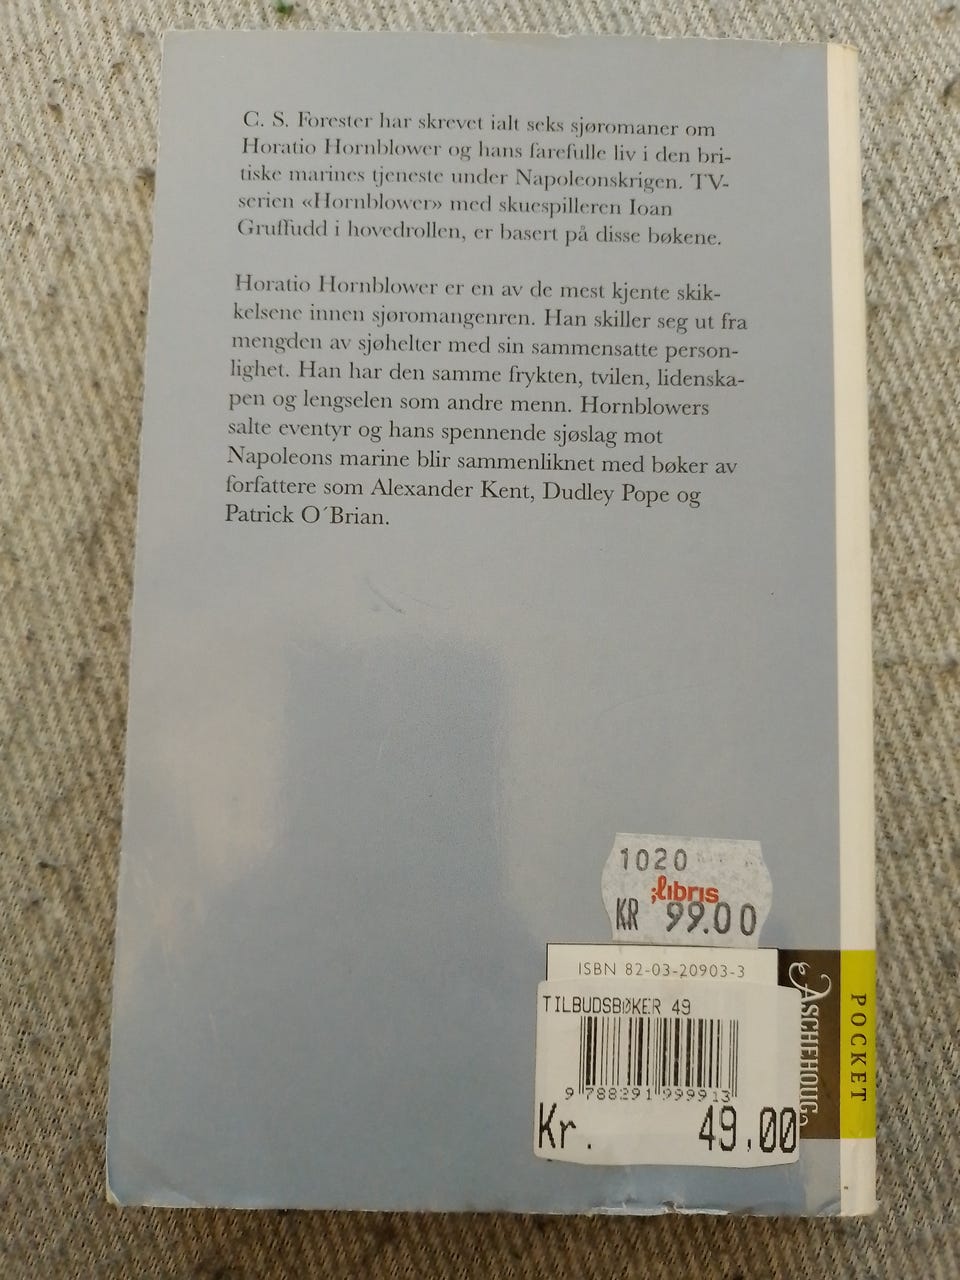 C. S. Forester har skrevet ialt seks sjøromaner om
Horatio Hornblower og hans farefulle liv i den bri-
tiske marines tjeneste under Napoleonskrigen. TV-
serien «Hornblower» med skuespilleren Ioan
Gruffudd i hovedrollen, er basert på disse bøkene.
Horatio Hornblower er en av de mest kjente skik-
kelsene innen sjøromangenren. Han skiller seg ut fra
mengden av sjøhelter med sin sammensatte person-
lighet. Han har den samme frykten, tvilen, lidenska-
pen og lengselen som andre menn. Hornblowers
salte eventyr og hans spennende sjøslag mot
Napoleons marine blir sammenliknet med bøker av
forfattere som Alexander Kent, Dudley Pope og
Patrick O´Brian.
1020
libris
KR 99.00
ISBN 82-03-20903-3
TILBUDSBØKER 49
9 788291 999913
Kr. 49,00
ASCHEHOUG
POCKET